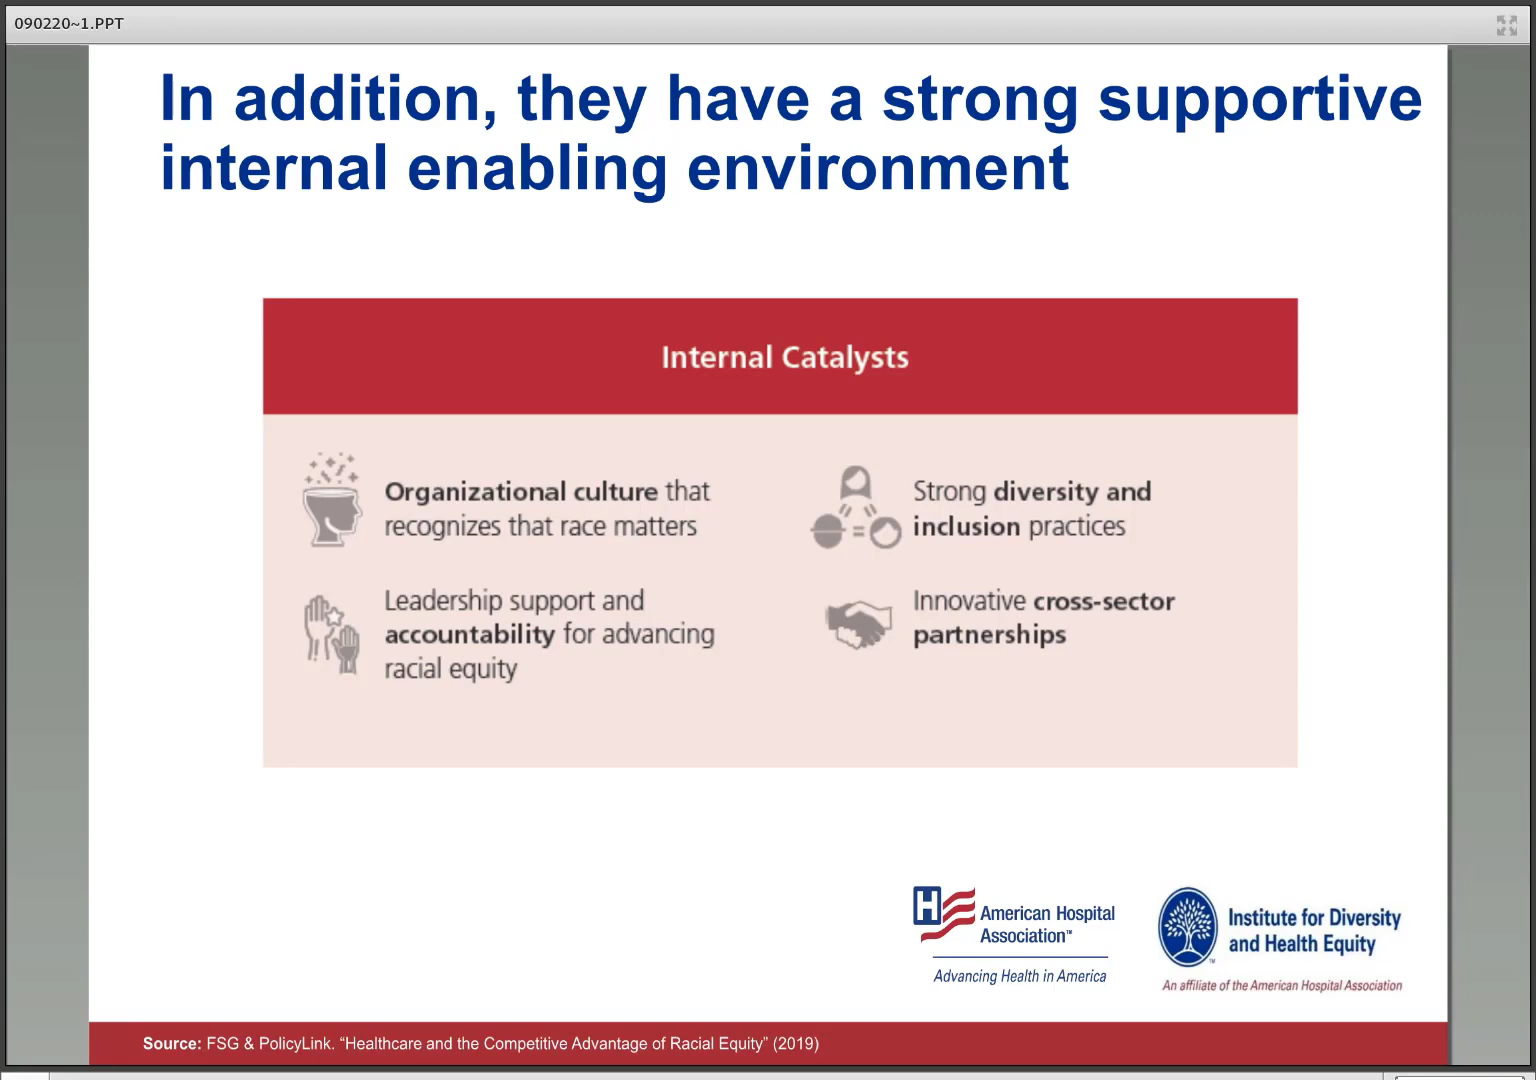 090220~1.PPT
In addition, they have a strong supportive
internal enabling environment
Internal Catalysts
Organizational culture that
recognizes that race matters
Strong diversity and
inclusion practices
Leadership support and
accountability for advancing
racial equity
Innovative cross-sector
partnerships
H
American Hospital
Association™
Advancing Health in America
Institute for Diversity
and Health Equity
TM
An affiliate of the American Hospital Association
Source: FSG & PolicyLink. “Healthcare and the Competitive Advantage of Racial Equity” (2019)